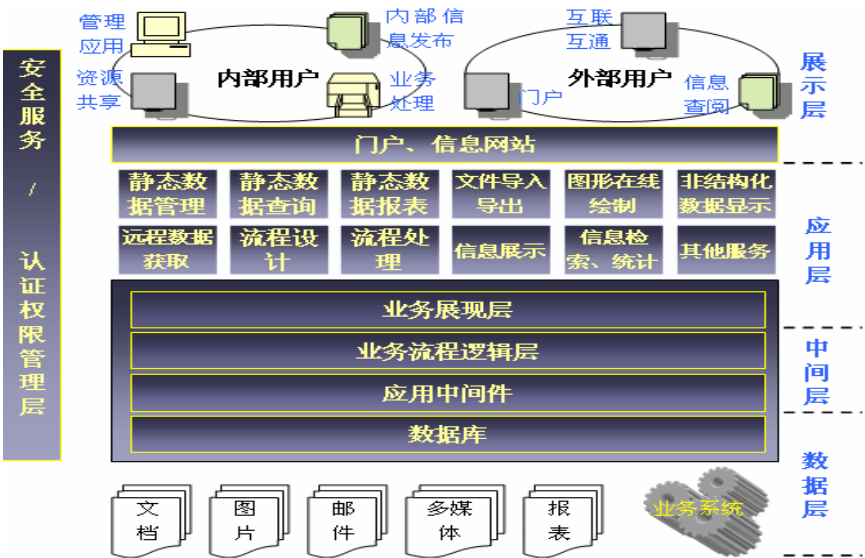 安全服务 / 认证权限管理层
管理
应用
内部信
息发布
资源
共享
内部用户
业务
处理
互联
互通
外部用户
门户
信息
查阅
展示层
门户、信息网站
静态数
据管理
静态数
据查询
静态数
据报表
文件导入
导出
图形在线
绘制
非结构化
数据显示
远程数据
获取
流程设
计
流程处
理
信息展示
信息检
索、统计
其他服务
应用层
业务展现层
业务流程逻辑层
应用中间件
数据库
中间层
文档
图片
邮件
多媒
体
报表
业务系统
数据层